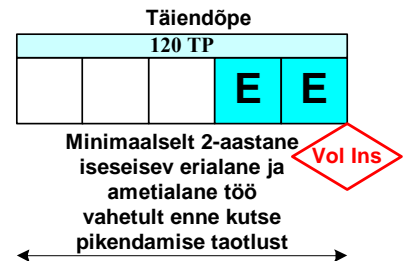 Täiendõpe
120 TP
E E
Minimaalselt 2-aastane
iseseisev erialane ja
ametialane töö
vahetult enne kutse
pikendamise taotlust
Vol Ins